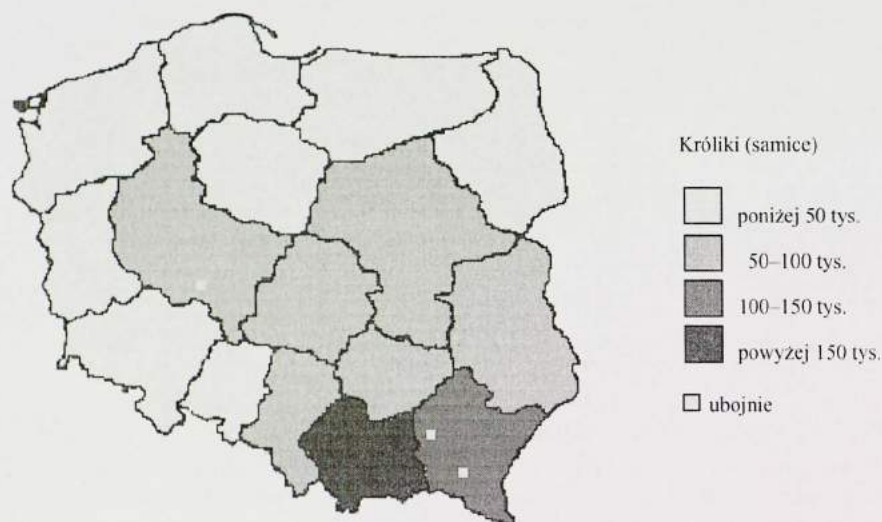 Króliki (samice)
poniżej 50 tys.
50–100 tys.
100–150 tys.
powyżej 150 tys.
ubojnie